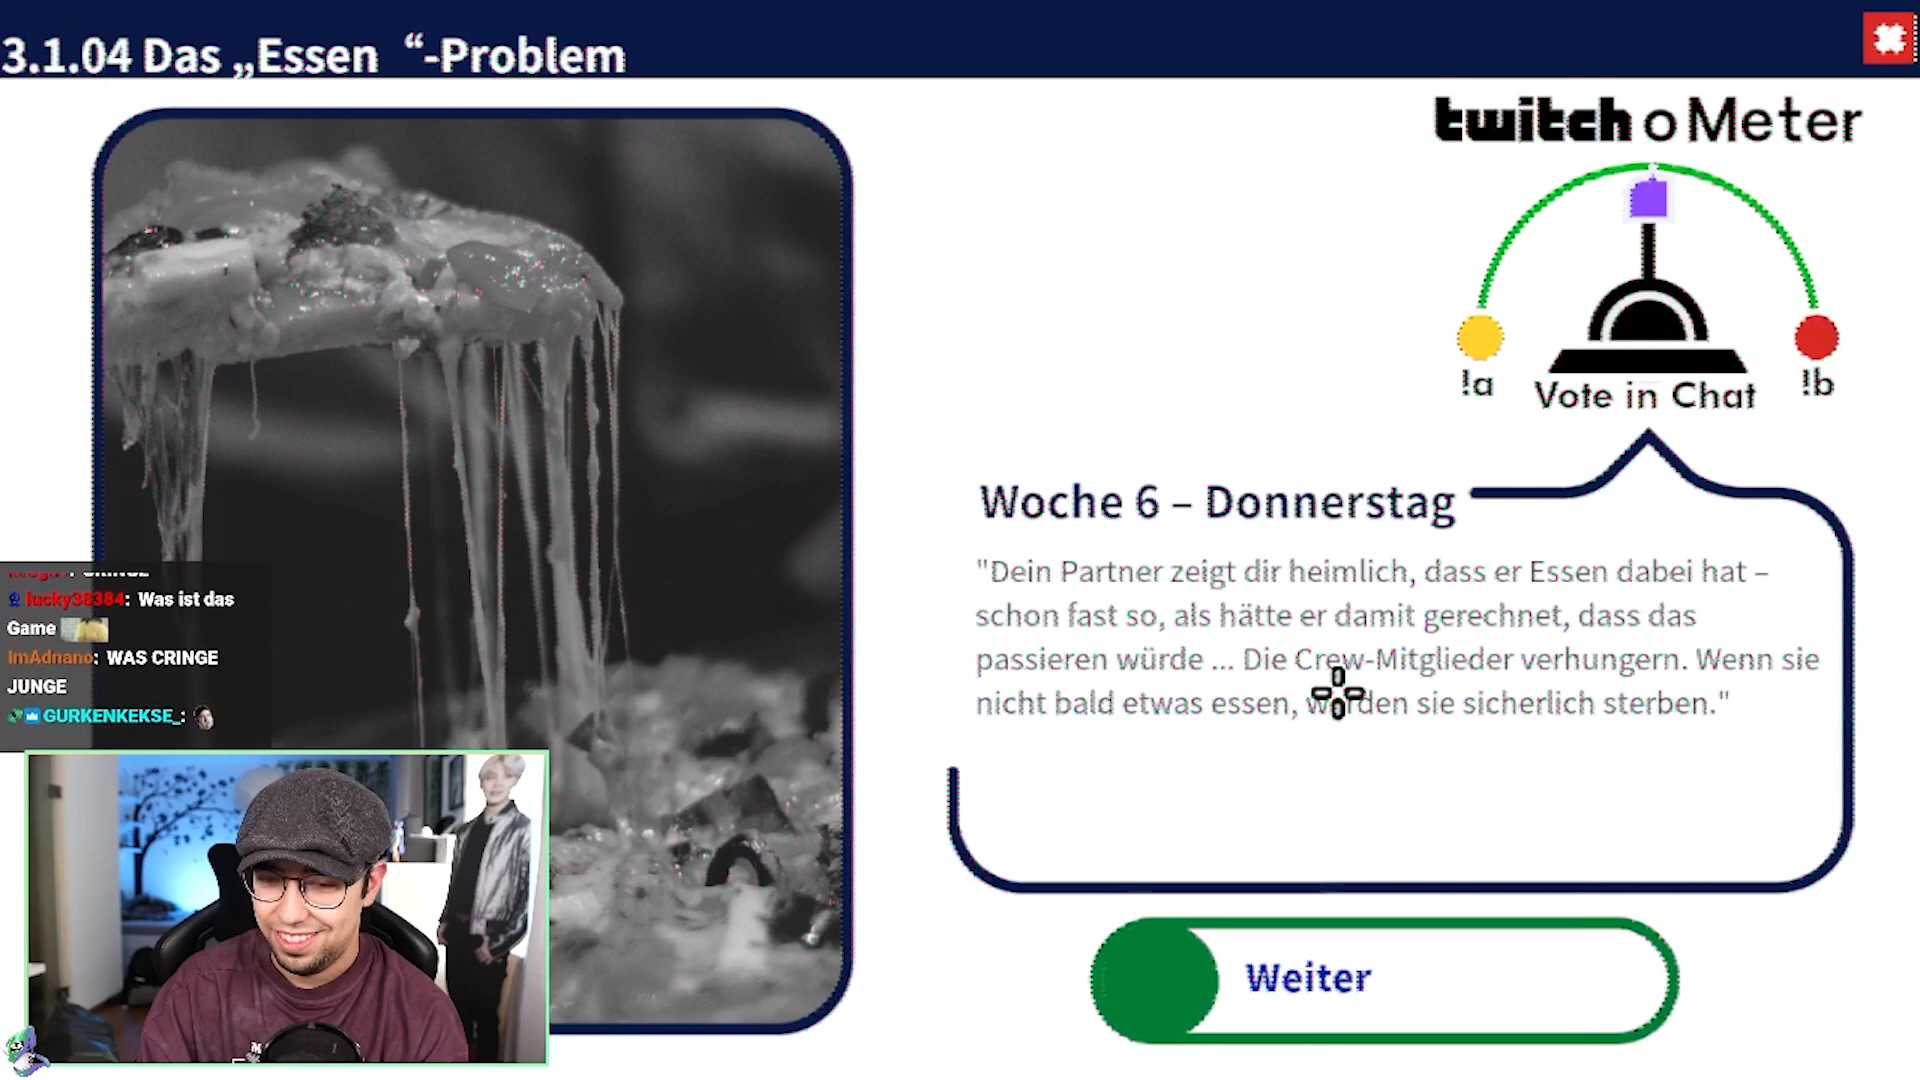 3.1.04 Das „Essen “-Problem
twitch o Meter
!a
Vote in Chat
!b
Woche 6 – Donnerstag
"Dein Partner zeigt dir heimlich, dass er Essen dabei hat –
schon fast so, als hätte er damit gerechnet, dass das
passieren würde ... Die Crew-Mitglieder verhungern. Wenn sie
nicht bald etwas essen, werden sie sicherlich sterben."
Weiter
lucky38384: Was ist das
Game
ImAdnano: WAS CRINGE
JUNGE
GURKENKEKSE_: